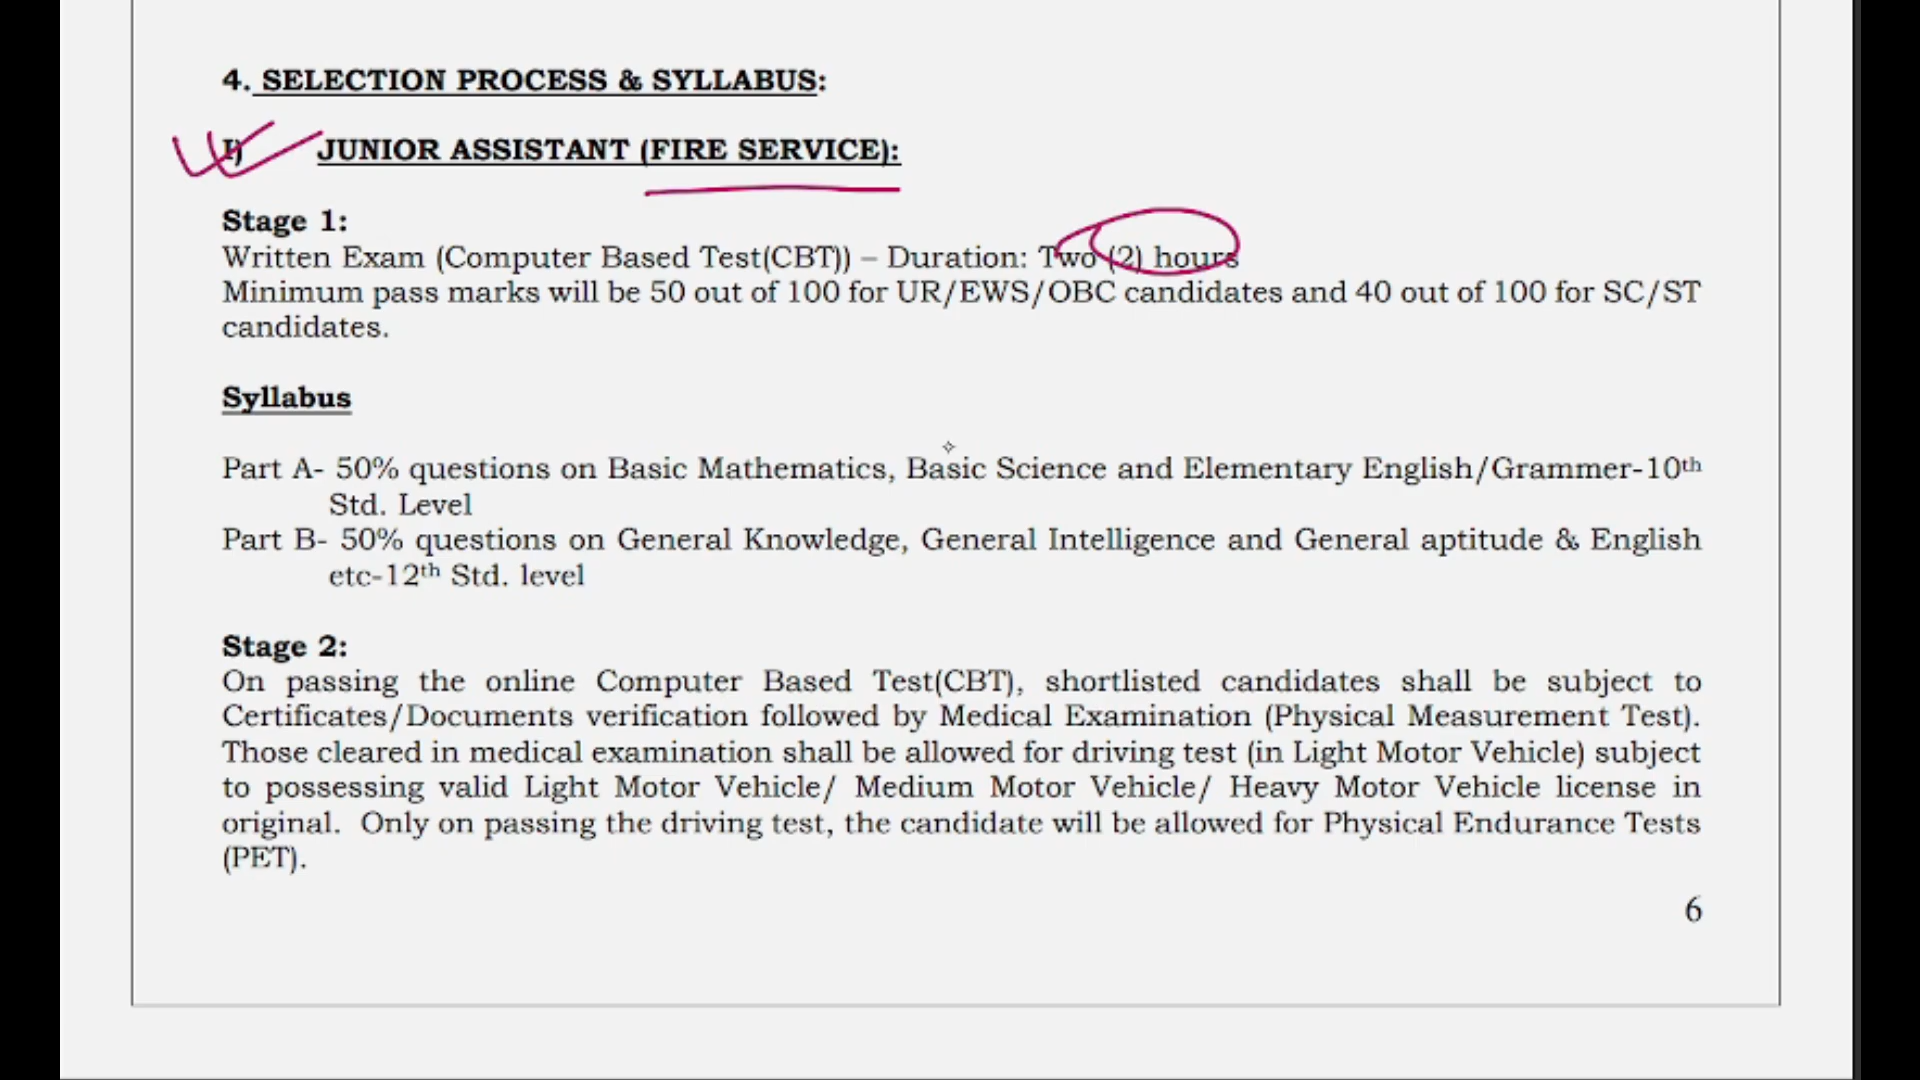 4. SELECTION PROCESS & SYLLABUS:
I) JUNIOR ASSISTANT (FIRE SERVICE):
Stage 1:
Written Exam (Computer Based Test(CBT)) – Duration: Two (2) hours
Minimum pass marks will be 50 out of 100 for UR/EWS/OBC candidates and 40 out of 100 for SC/ST
candidates.
Syllabus
Part A- 50% questions on Basic Mathematics, Basic Science and Elementary English/Grammer-10th
Std. Level
Part B- 50% questions on General Knowledge, General Intelligence and General aptitude & English
etc-12th Std. level
Stage 2:
On passing the online Computer Based Test(CBT), shortlisted candidates shall be subject to
Certificates/Documents verification followed by Medical Examination (Physical Measurement Test).
Those cleared in medical examination shall be allowed for driving test (in Light Motor Vehicle) subject
to possessing valid Light Motor Vehicle/ Medium Motor Vehicle/ Heavy Motor Vehicle license in
original. Only on passing the driving test, the candidate will be allowed for Physical Endurance Tests
(PET).
6